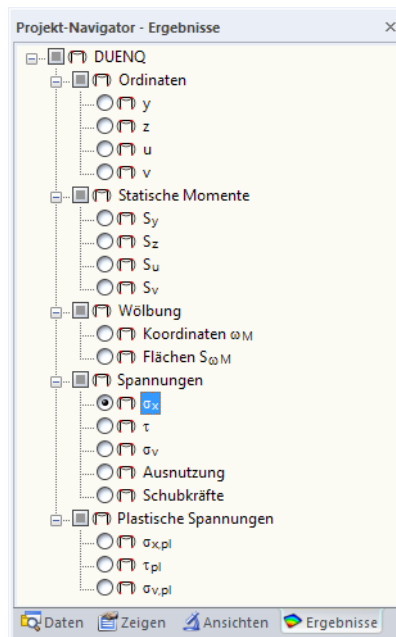 Projekt-Navigator - Ergebnisse
DUENQ
Ordinaten
y
z
u
v
Statische Momente
Sy
Sz
Su
Sv
Wölbung
Koordinaten ωM
Flächen SωM
Spannungen
σx
τ
σv
Ausnutzung
Schubkräfte
Plastische Spannungen
σx,pl
τpl
σv,pl
Daten Zeigen Ansichten Ergebnisse